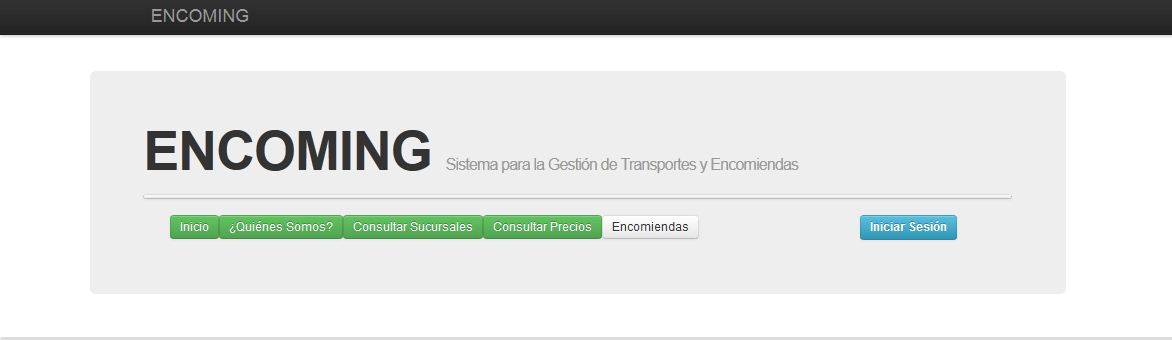 ENCOMING
ENCOMING Sistema para la Gestión de Transportes y Encomiendas
Inicio ¿Quiénes Somos? Consultar Sucursales Consultar Precios Encomiendas Iniciar Sesión